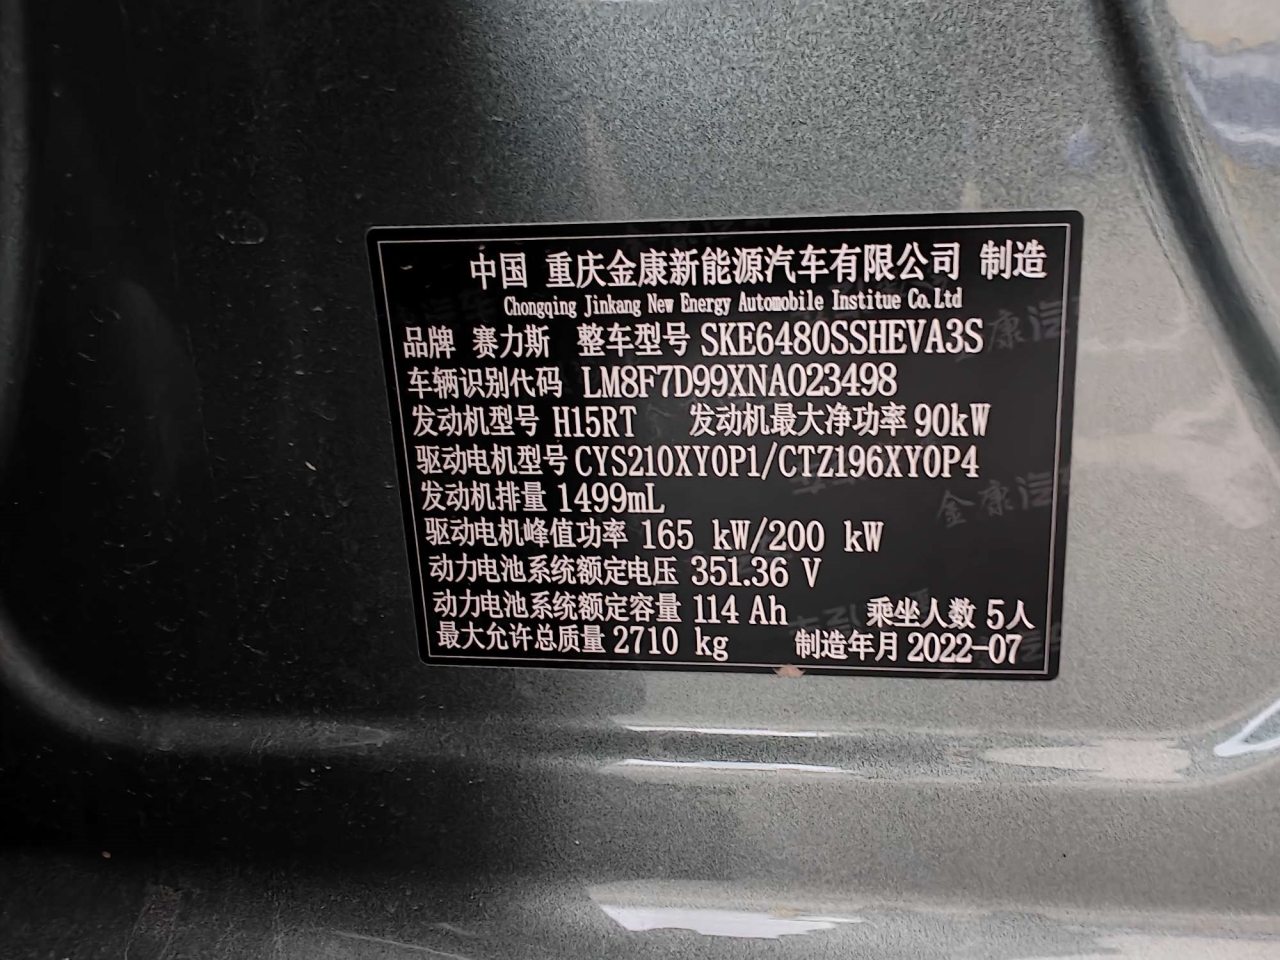 中国 重庆金康新能源汽车有限公司 制造
Chongqing Jinkang New Energy Automobile Institue Co.Ltd
品牌 赛力斯 整车型号 SKE6480SSHEVA3S
车辆识别代码 LM8F7D99XNA023498
发动机型号 H15RT 发动机最大净功率 90kW
驱动电机型号 CYS210XY0P1/CTZ196XY0P4
发动机排量 1499mL
驱动电机峰值功率 165 kW/200 kW
动力电池系统额定电压 351.36 V
动力电池系统额定容量 114 Ah 乘坐人数 5人
最大允许总质量 2710 kg 制造年月 2022-07